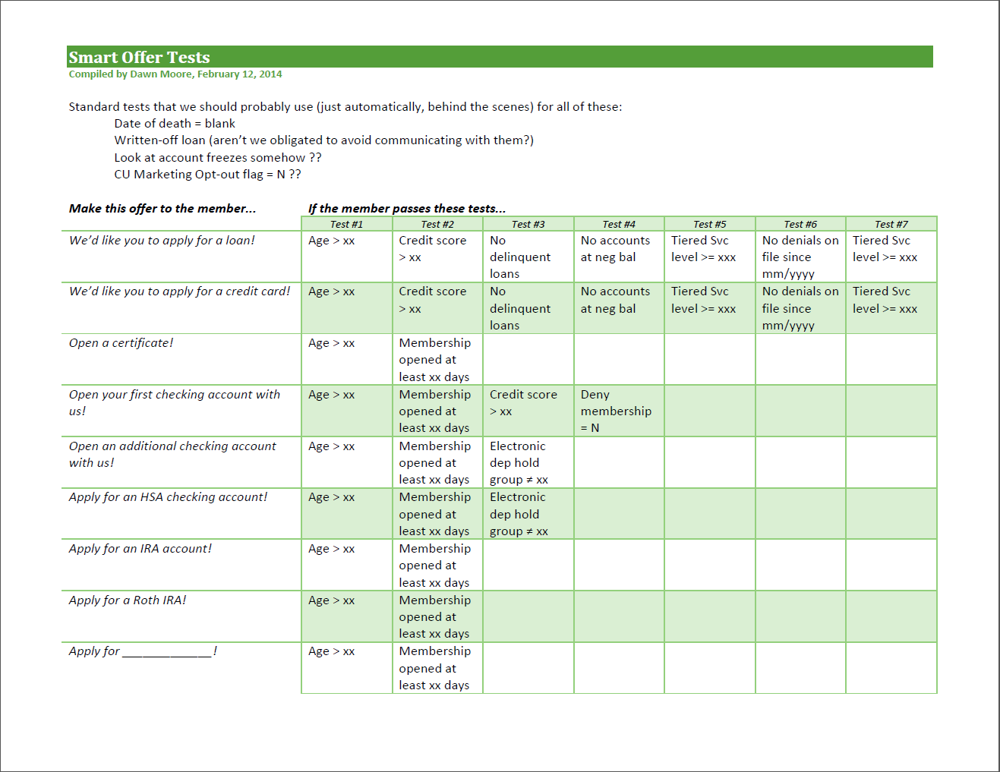 Smart Offer Tests
Compiled by Dawn Moore, February 12, 2014
Standard tests that we should probably use (just automatically, behind the scenes) for all of these:
Date of death = blank
Written-off loan (aren’t we obligated to avoid communicating with them?)
Look at account freezes somehow ??
CU Marketing Opt-out flag = N ??
Make this offer to the member... If the member passes these tests...
Test #1 Test #2 Test #3 Test #4 Test #5 Test #6 Test #7
We’d like you to apply for a loan! Age > xx Credit score No No accounts Tiered Svc No denials on Tiered Svc
> xx delinquent at neg bal level >= xxx file since level >= xxx
loans mm/yyyy
We’d like you to apply for a credit card! Age > xx Credit score No No accounts Tiered Svc No denials on Tiered Svc
> xx delinquent at neg bal level >= xxx file since level >= xxx
loans mm/yyyy
Open a certificate! Age > xx Membership
opened at
least xx days
Open your first checking account with Age > xx Membership Credit score Deny
us! opened at > xx membership
least xx days = N
Open an additional checking account Age > xx Membership Electronic
with us! opened at dep hold
least xx days group ≠ xx
Apply for an HSA checking account! Age > xx Membership Electronic
opened at dep hold
least xx days group ≠ xx
Apply for an IRA account! Age > xx Membership
opened at
least xx days
Apply for a Roth IRA! Age > xx Membership
opened at
least xx days
Apply for _____________! Age > xx Membership
opened at
least xx days